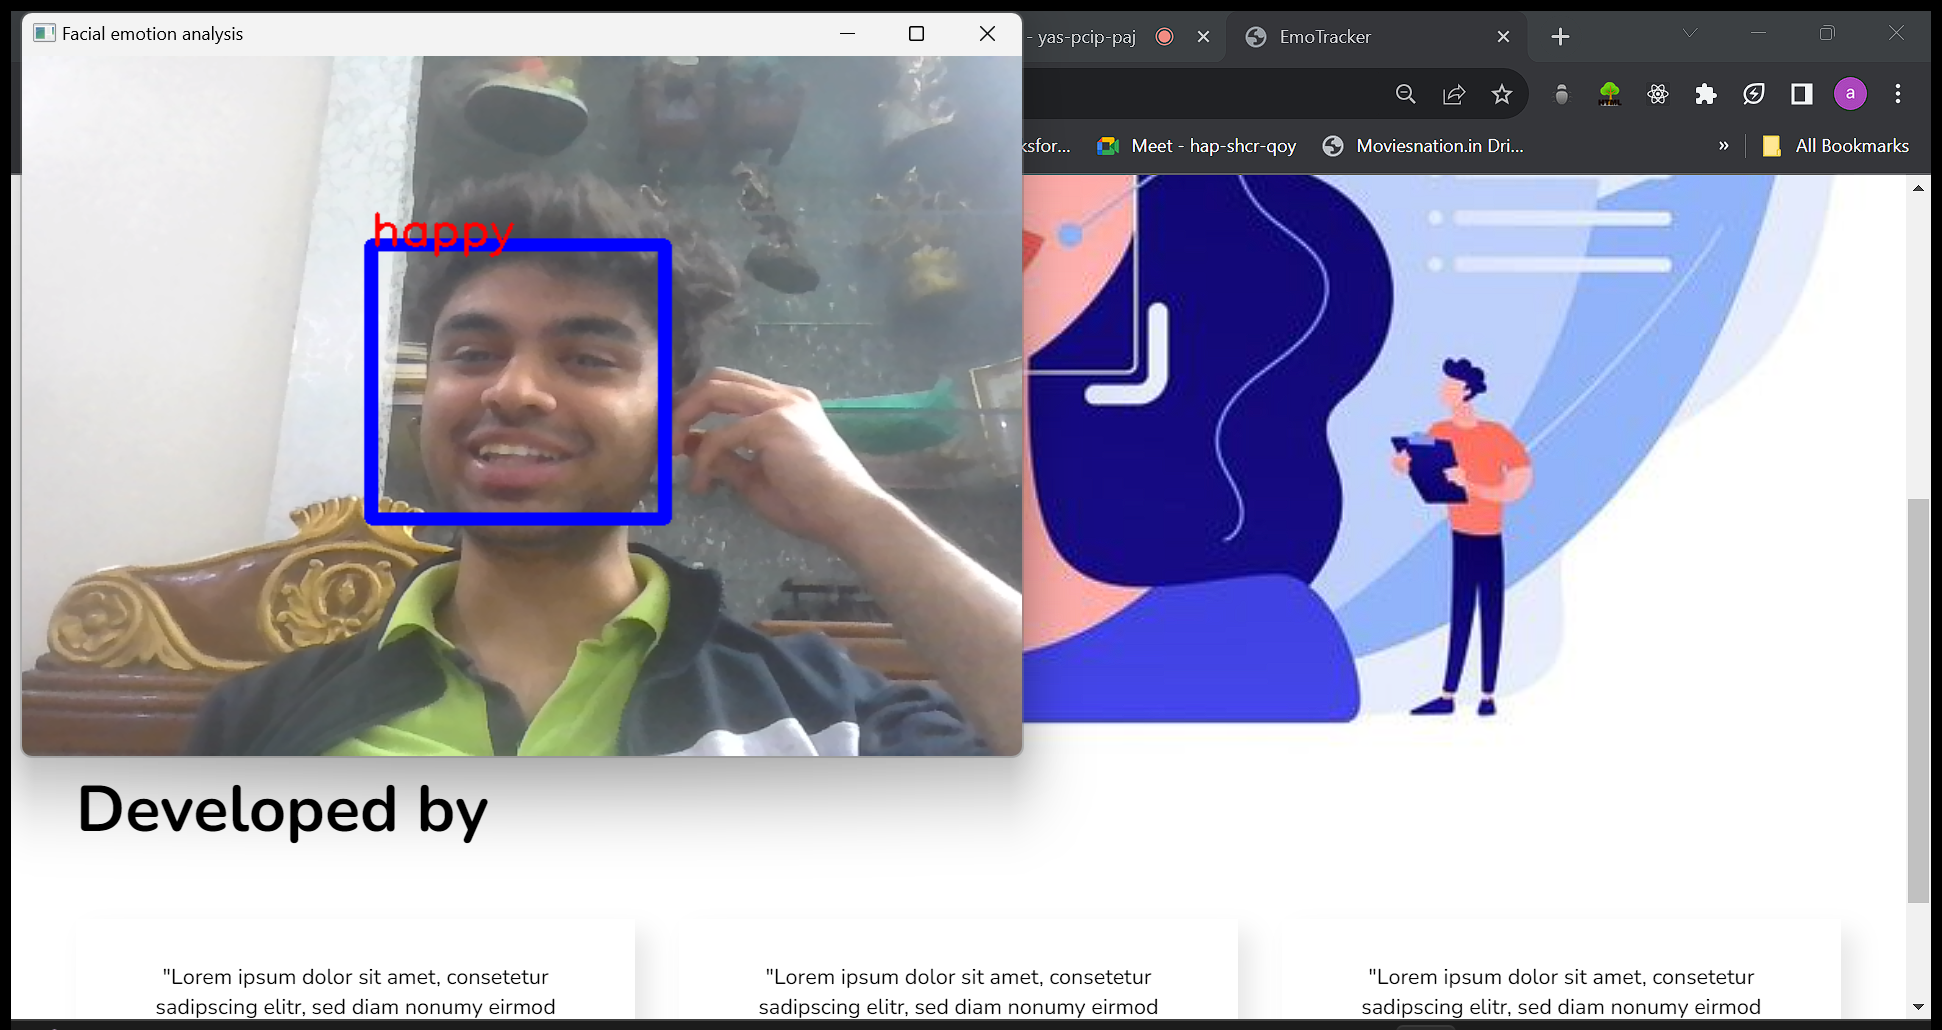 Facial emotion analysis
- yas-pcip-paj
EmoTracker
a
ksfor...
Meet - hap-shcr-qoy
Moviesnation.in Dri...
»
All Bookmarks
happy
Developed by
"Lorem ipsum dolor sit amet, consetetur
sadipscing elitr, sed diam nonumy eirmod
"Lorem ipsum dolor sit amet, consetetur
sadipscing elitr, sed diam nonumy eirmod
"Lorem ipsum dolor sit amet, consetetur
sadipscing elitr, sed diam nonumy eirmod